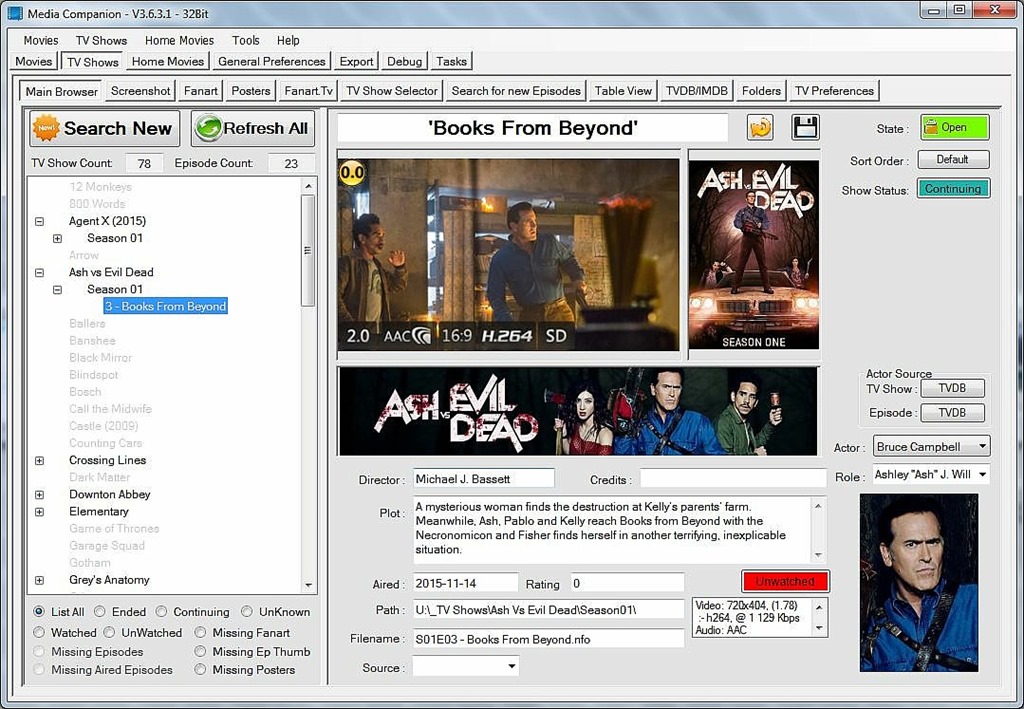 Media Companion - V3.6.3.1 - 32Bit
Movies TV Shows Home Movies Tools Help
Movies TV Shows Home Movies General Preferences Export Debug Tasks
Main Browser Screenshot Fanart Posters Fanart.Tv TV Show Selector Search for new Episodes Table View TVDB/IMDB Folders TV Preferences
New! Search New Refresh All
TV Show Count: 78 Episode Count: 23
12 Monkeys
800 Words
Agent X (2015)
Season 01
Arrow
Ash vs Evil Dead
Season 01
3 - Books From Beyond
Ballers
Banshee
Black Mirror
Blindspot
Bosch
Call the Midwife
Castle (2009)
Counting Cars
Crossing Lines
Dark Matter
Downton Abbey
Elementary
Game of Thrones
Garage Squad
Gotham
Grey's Anatomy
List All Ended Continuing UnKnown
Watched UnWatched Missing Fanart
Missing Episodes Missing Ep Thumb
Missing Aired Episodes Missing Posters
'Books From Beyond'
0.0
2.0 AAC 16:9 H.264 SD
ASH vs EVIL DEAD
SEASON ONE
ASH vs EVIL DEAD
State : Open
Sort Order : Default
Show Status: Continuing
Actor Source
TV Show : TVDB
Episode : TVDB
Actor : Bruce Campbell
Role : Ashley "Ash" J. Will
Director : Michael J. Bassett Credits :
Plot : A mysterious woman finds the destruction at Kelly's parents' farm.
Meanwhile, Ash, Pablo and Kelly reach Books from Beyond with the
Necronomicon and Fisher finds herself in another terrifying, inexplicable
situation.
Aired : 2015-11-14 Rating 0 Unwatched
Path : U:\_TV Shows\Ash Vs Evil Dead\Season01\
Video: 720x404, (1.78)
:- h264, @ 1 129 Kbps
Audio: AAC
Filename : S01E03 - Books From Beyond.nfo
Source :